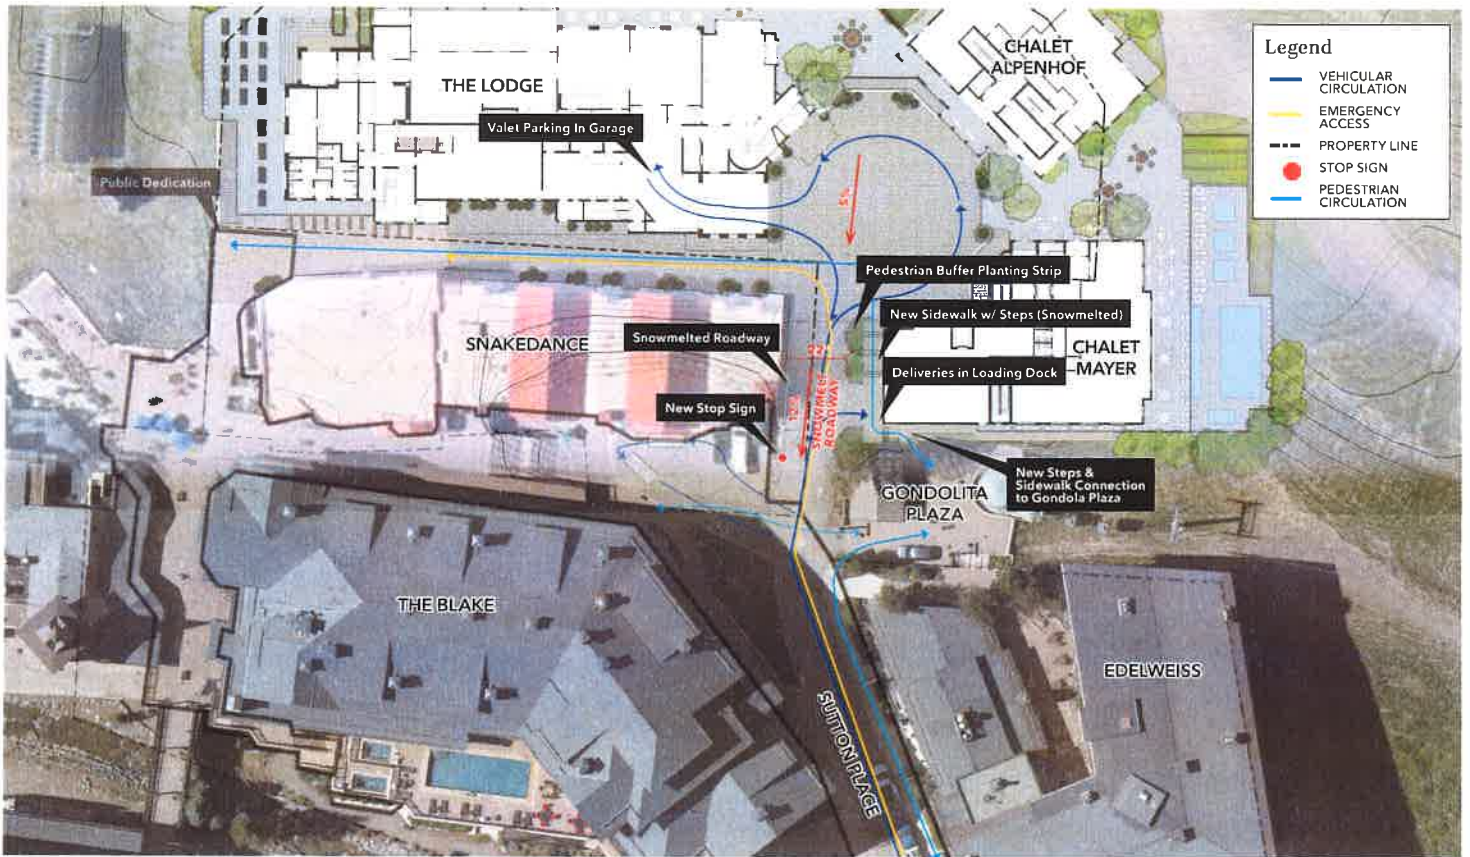 THE LODGE
CHALET
ALPENHOF
Legend
VEHICULAR
CIRCULATION
EMERGENCY
ACCESS
PROPERTY LINE
STOP SIGN
PEDESTRIAN
CIRCULATION
Valet Parking In Garage
Public Dedication
5%
Pedestrian Buffer Planting Strip
New Sidewalk w/ Steps (Snowmelted)
Snowmelted Roadway
SNAKEDANCE
CHALET
MAYER
Deliveries in Loading Dock
New Stop Sign
SNOWMELT
ROADWAY
New Steps &
Sidewalk Connection
to Gondola Plaza
GONDOLITA
PLAZA
THE BLAKE
EDELWEISS
SUTTON PLACE